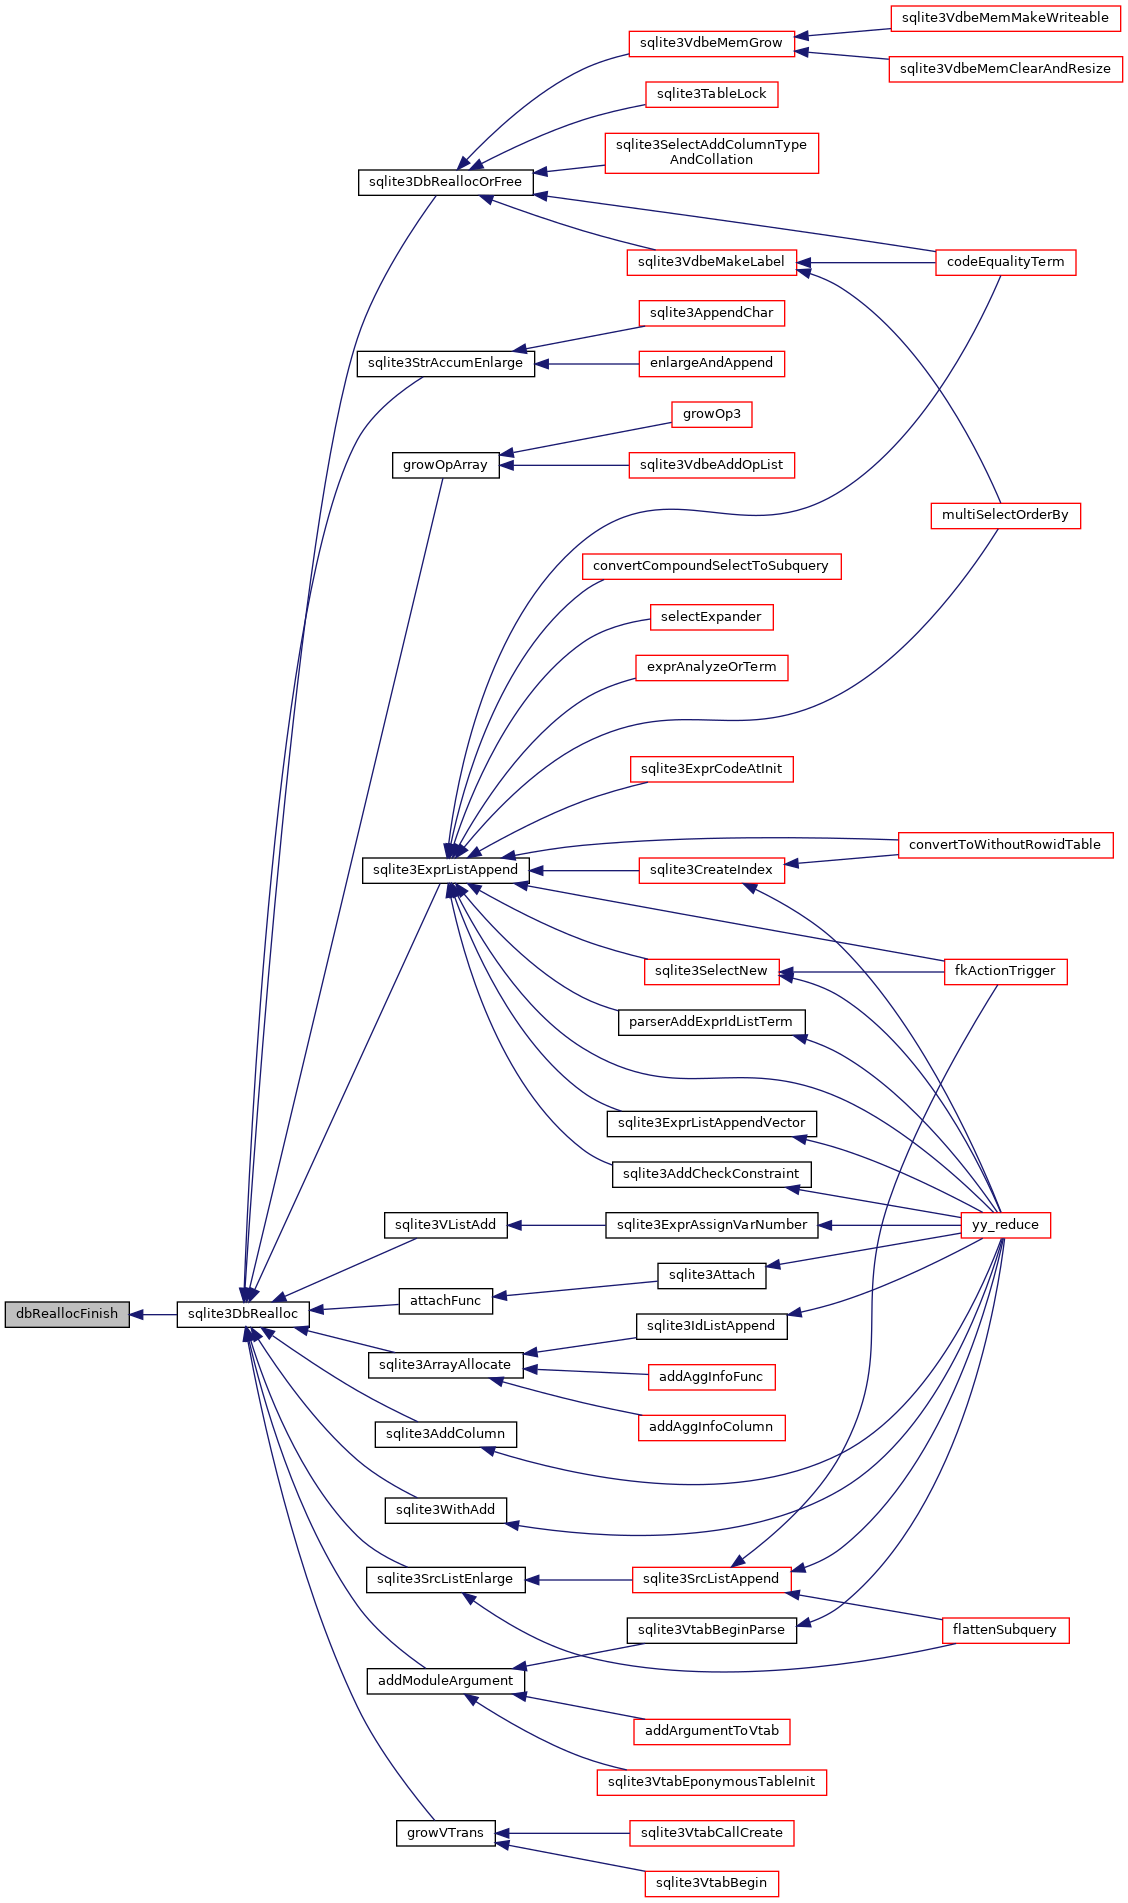 sqlite3VdbeMemMakeWriteable
sqlite3VdbeMemGrow
sqlite3VdbeMemClearAndResize
sqlite3TableLock
sqlite3SelectAddColumnType
AndCollation
sqlite3DbReallocOrFree
sqlite3VdbeMakeLabel
codeEqualityTerm
sqlite3AppendChar
sqlite3StrAccumEnlarge
enlargeAndAppend
growOp3
growOpArray
sqlite3VdbeAddOpList
multiSelectOrderBy
convertCompoundSelectToSubquery
selectExpander
exprAnalyzeOrTerm
sqlite3ExprCodeAtInit
convertToWithoutRowidTable
sqlite3ExprListAppend
sqlite3CreateIndex
sqlite3SelectNew
fkActionTrigger
parserAddExprIdListTerm
sqlite3ExprListAppendVector
sqlite3AddCheckConstraint
sqlite3VListAdd
sqlite3ExprAssignVarNumber
yy_reduce
sqlite3Attach
attachFunc
dbReallocFinish
sqlite3DbRealloc
sqlite3IdListAppend
sqlite3ArrayAllocate
addAggInfoFunc
addAggInfoColumn
sqlite3AddColumn
sqlite3WithAdd
sqlite3SrcListEnlarge
sqlite3SrcListAppend
sqlite3VtabBeginParse
flattenSubquery
addModuleArgument
addArgumentToVtab
sqlite3VtabEponymousTableInit
growVTrans
sqlite3VtabCallCreate
sqlite3VtabBegin